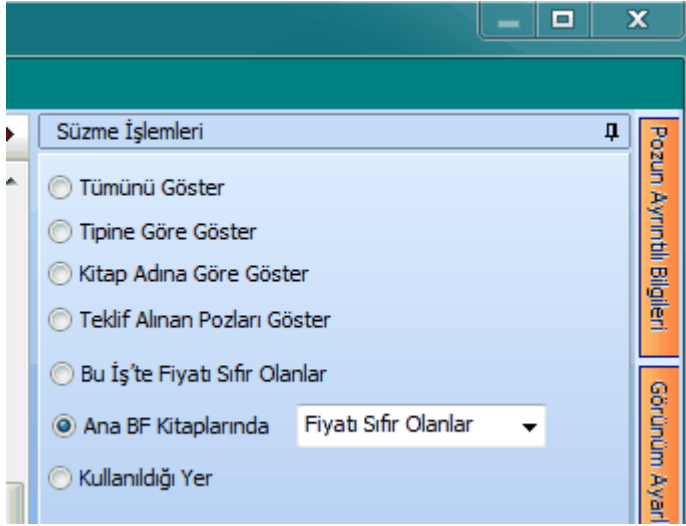 Süzme İşlemleri
Tümünü Göster
Tipine Göre Göster
Kitap Adına Göre Göster
Teklif Alınan Pozları Göster
Bu İş'te Fiyatı Sıfır Olanlar
Ana BF Kitaplarında Fiyatı Sıfır Olanlar
Kullanıldığı Yer
Pozun Ayrıntılı Bilgileri
Görünüm